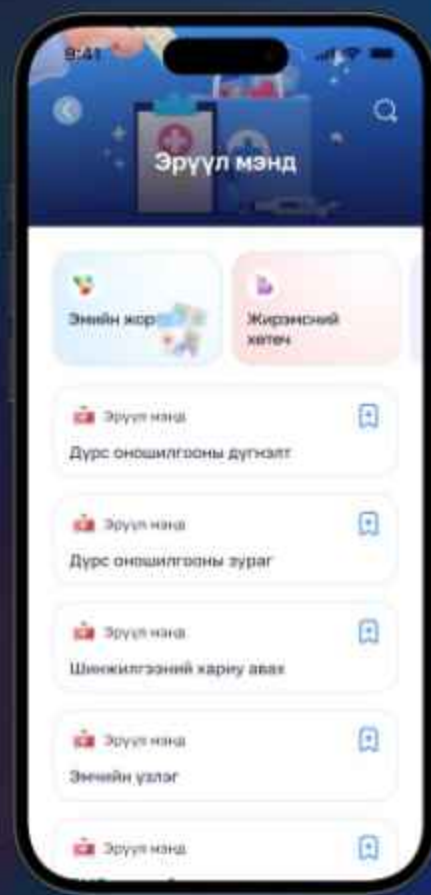 9:41
Эрүүл мэнд
Эмийн жор
Жирэмсний
хөтөч
Эрүүл мэнд
Дүрс оношилгооны дүгнэлт
Эрүүл мэнд
Дүрс оношилгооны зураг
Эрүүл мэнд
Шинжилгээний хариу авах
Эрүүл мэнд
Эмчийн үзлэг
Эрүүл мэнд